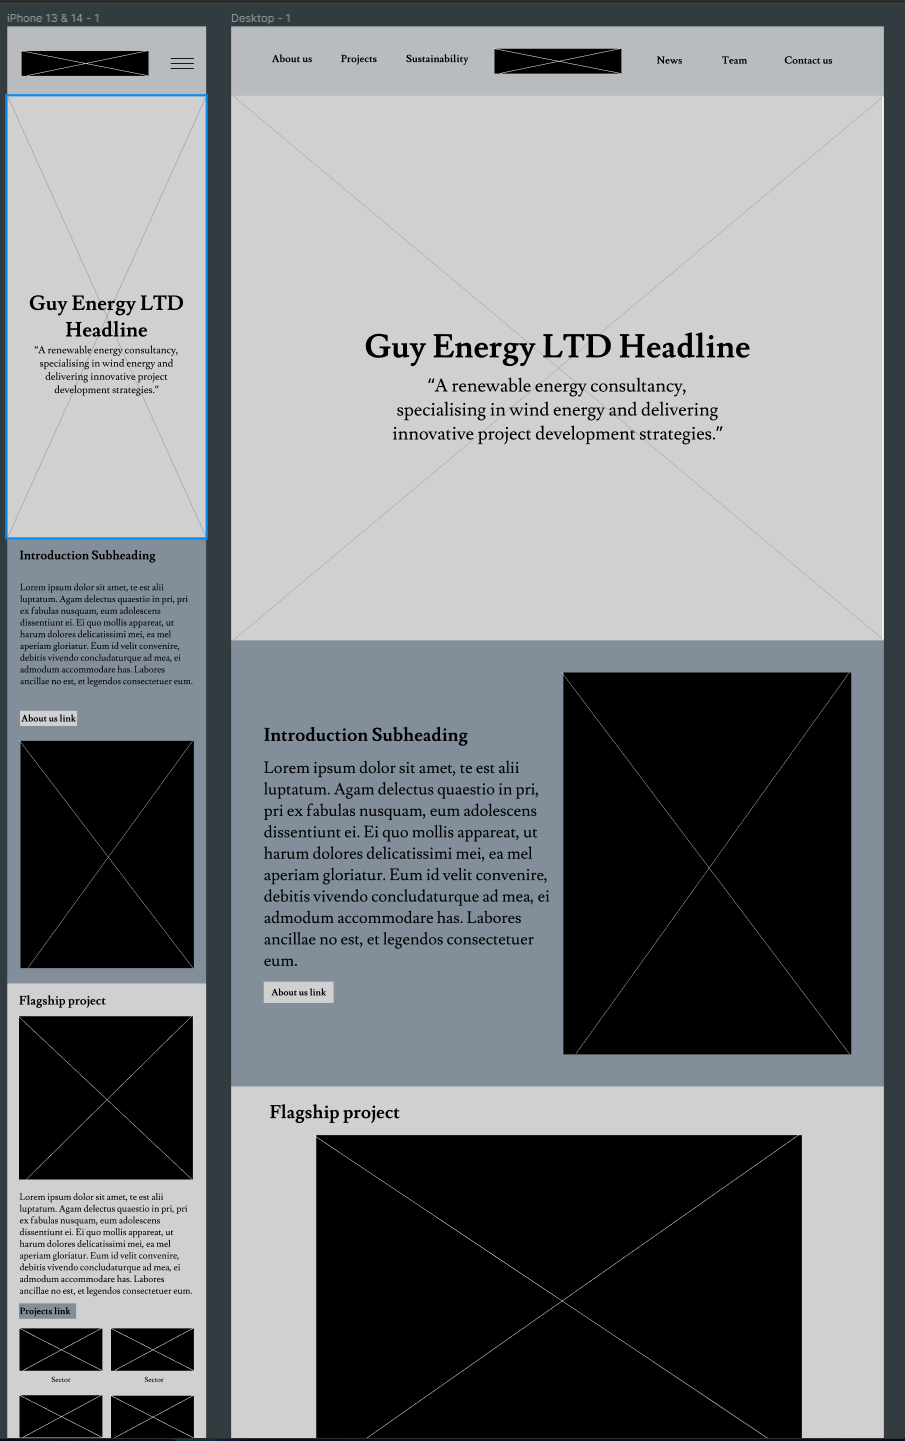 iPhone 13 & 14 - 1
Guy Energy LTD
Headline
“A renewable energy consultancy,
specialising in wind energy and
delivering innovative project
development strategies.”
Introduction Subheading
Lorem ipsum dolor sit amet, te est alii
luptatum. Agam delectus quaestio in pri, pri
ex fabulas nusquam, eum adolescens
dissentiunt ei. Ei quo mollis appareat, ut
harum dolores delicatissimi mei, ea mel
aperiam gloriatur. Eum id velit convenire,
debitis vivendo concludaturque ad mea, ei
admodum accommodare has. Labores
ancillae no est, et legendos consectetuer eum.
About us link
Flagship project
Lorem ipsum dolor sit amet, te est alii
luptatum. Agam delectus quaestio in pri, pri
ex fabulas nusquam, eum adolescens
dissentiunt ei. Ei quo mollis appareat, ut
harum dolores delicatissimi mei, ea mel
aperiam gloriatur. Eum id velit convenire,
debitis vivendo concludaturque ad mea, ei
admodum accommodare has. Labores
ancillae no est, et legendos consectetuer eum.
Projects link
Sector Sector
Desktop - 1
About us Projects Sustainability News Team Contact us
Guy Energy LTD Headline
“A renewable energy consultancy,
specialising in wind energy and delivering
innovative project development strategies.”
Introduction Subheading
Lorem ipsum dolor sit amet, te est alii
luptatum. Agam delectus quaestio in pri,
pri ex fabulas nusquam, eum adolescens
dissentiunt ei. Ei quo mollis appareat, ut
harum dolores delicatissimi mei, ea mel
aperiam gloriatur. Eum id velit convenire,
debitis vivendo concludaturque ad mea, ei
admodum accommodare has. Labores
ancillae no est, et legendos consectetuer
eum.
About us link
Flagship project